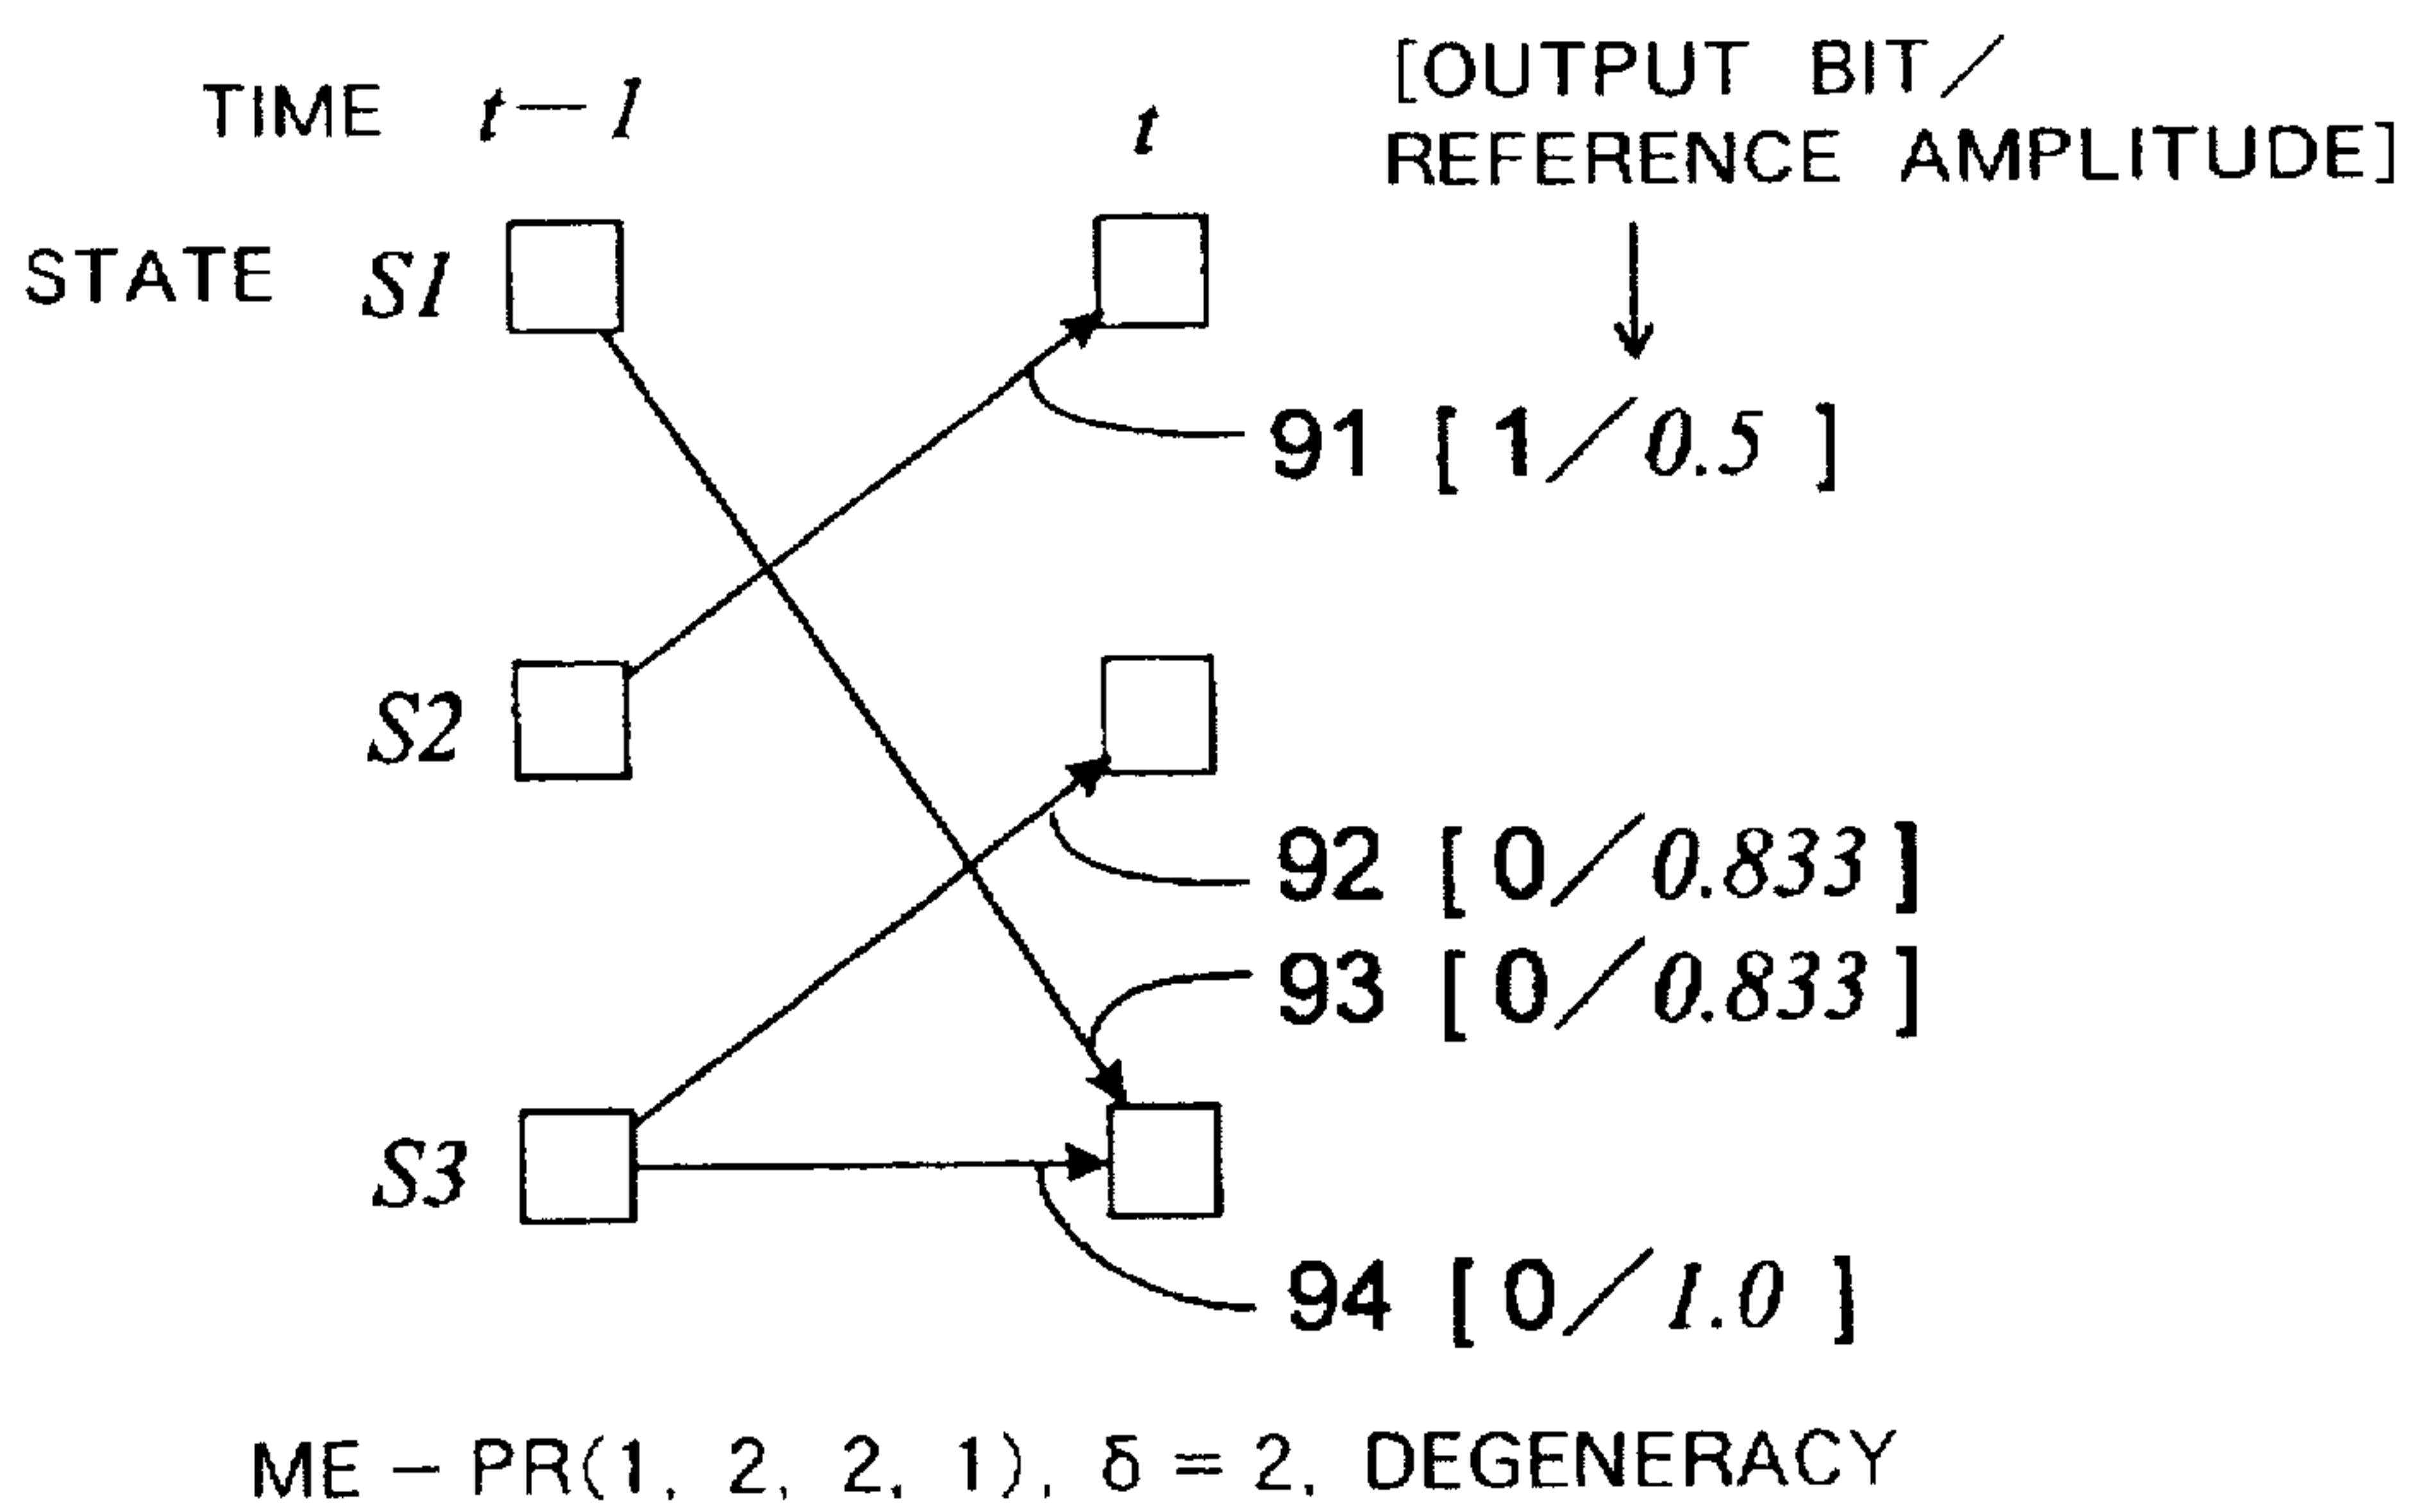 TIME t−1 t
[OUTPUT BIT/
REFERENCE AMPLITUDE]
STATE S1
91 [1/0.5]
S2
92 [0/0.833]
93 [0/0.833]
S3
94 [0/1.0]
ME − PR(1, 2, 2, 1), δ = 2, DEGENERACY